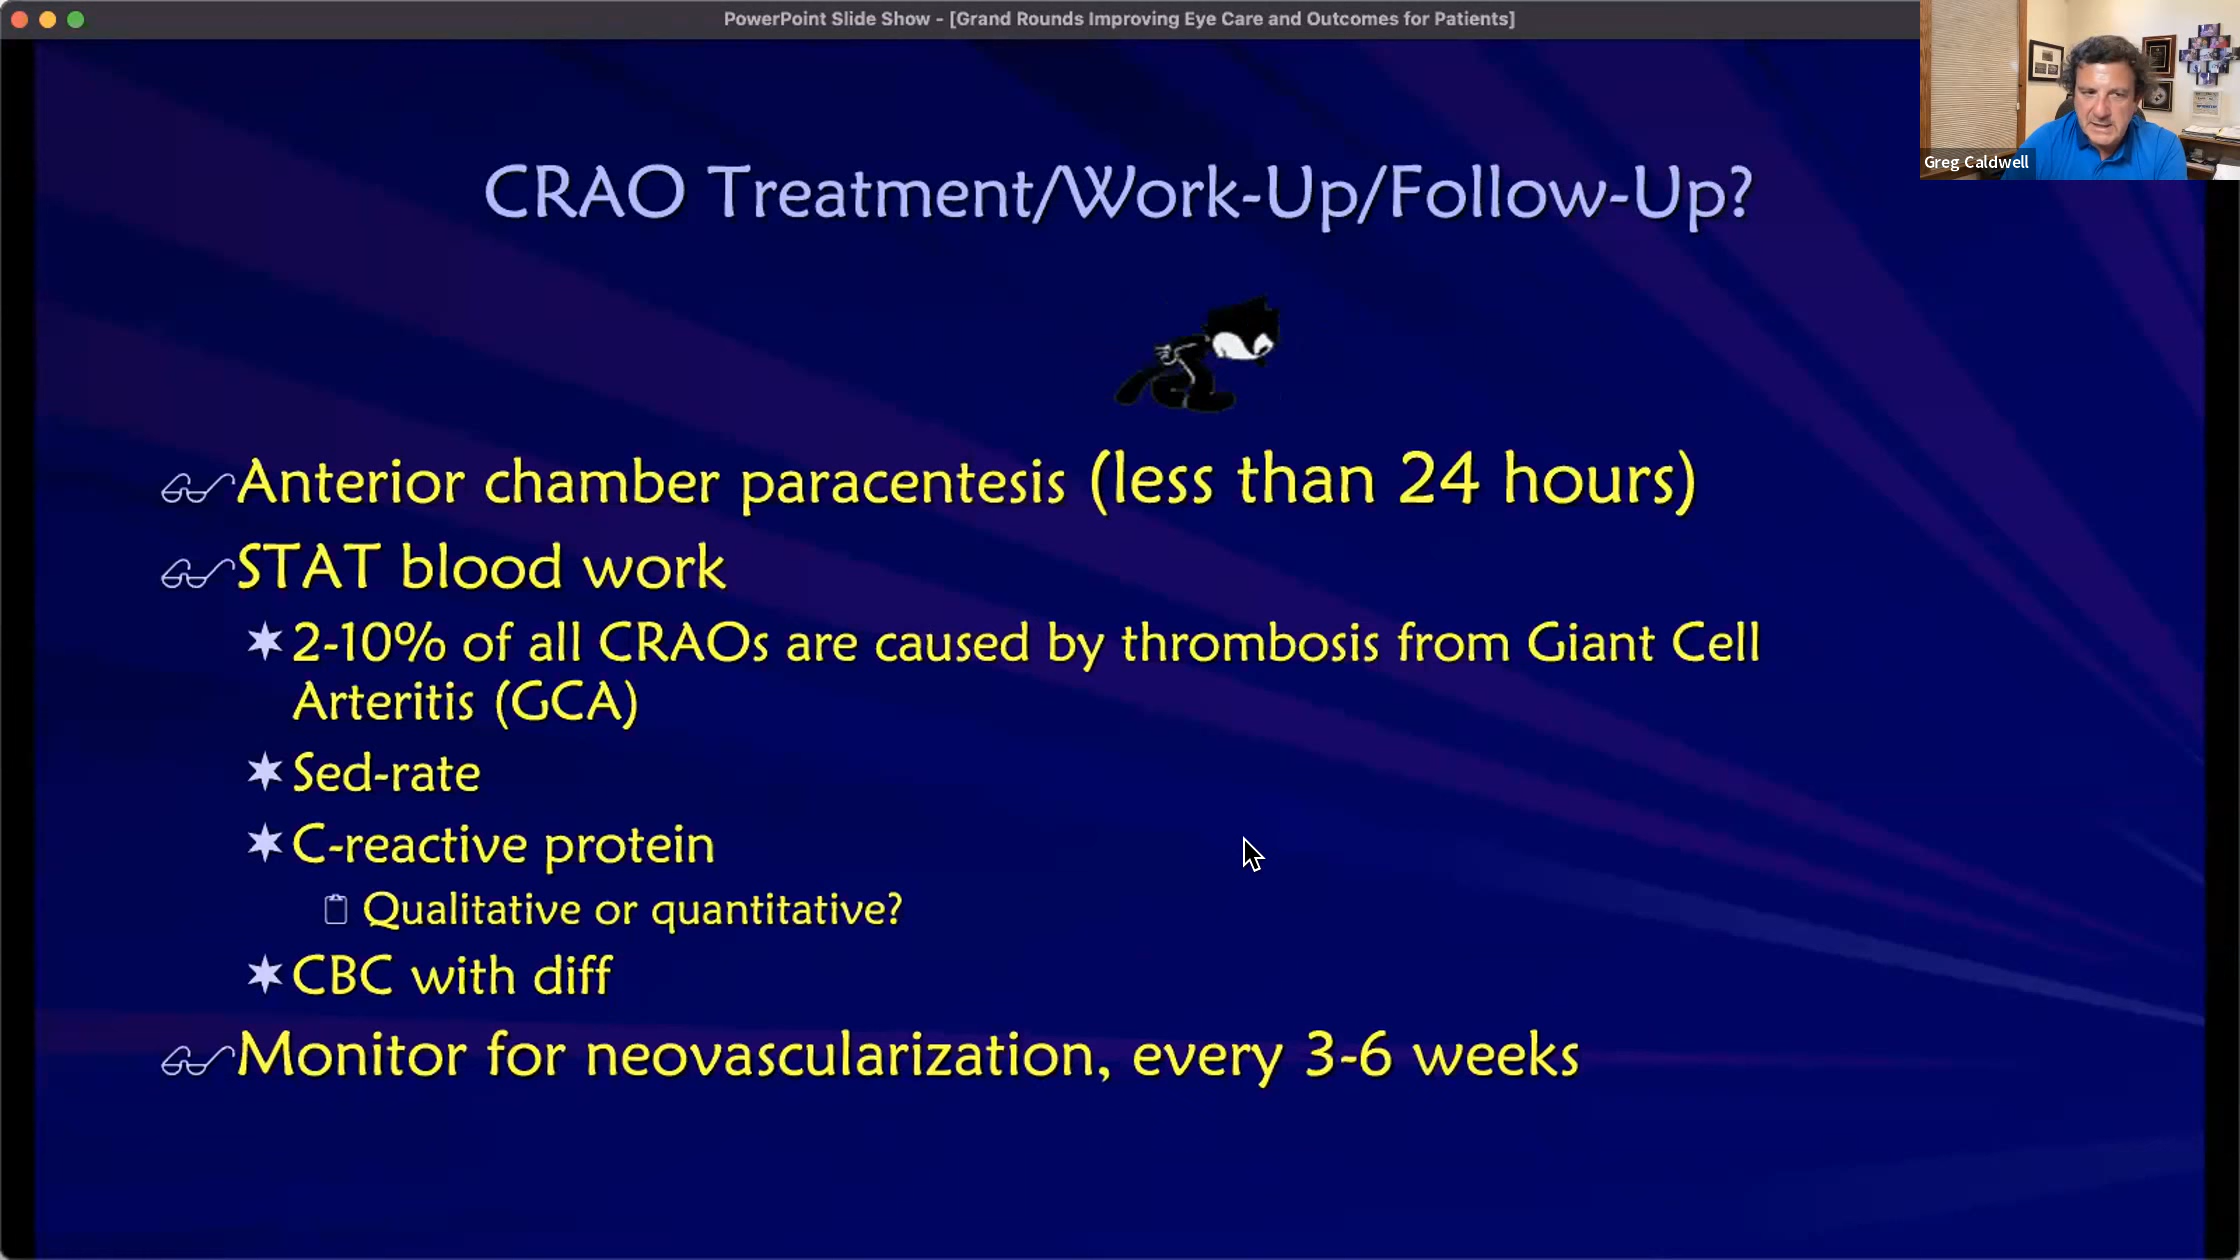 PowerPoint Slide Show - [Grand Rounds Improving Eye Care and Outcomes for Patients]
Greg Caldwell
CRAO Treatment/Work-Up/Follow-Up?
Anterior chamber paracentesis (less than 24 hours)
STAT blood work
2-10% of all CRAOs are caused by thrombosis from Giant Cell
Arteritis (GCA)
Sed-rate
C-reactive protein
Qualitative or quantitative?
CBC with diff
Monitor for neovascularization, every 3-6 weeks